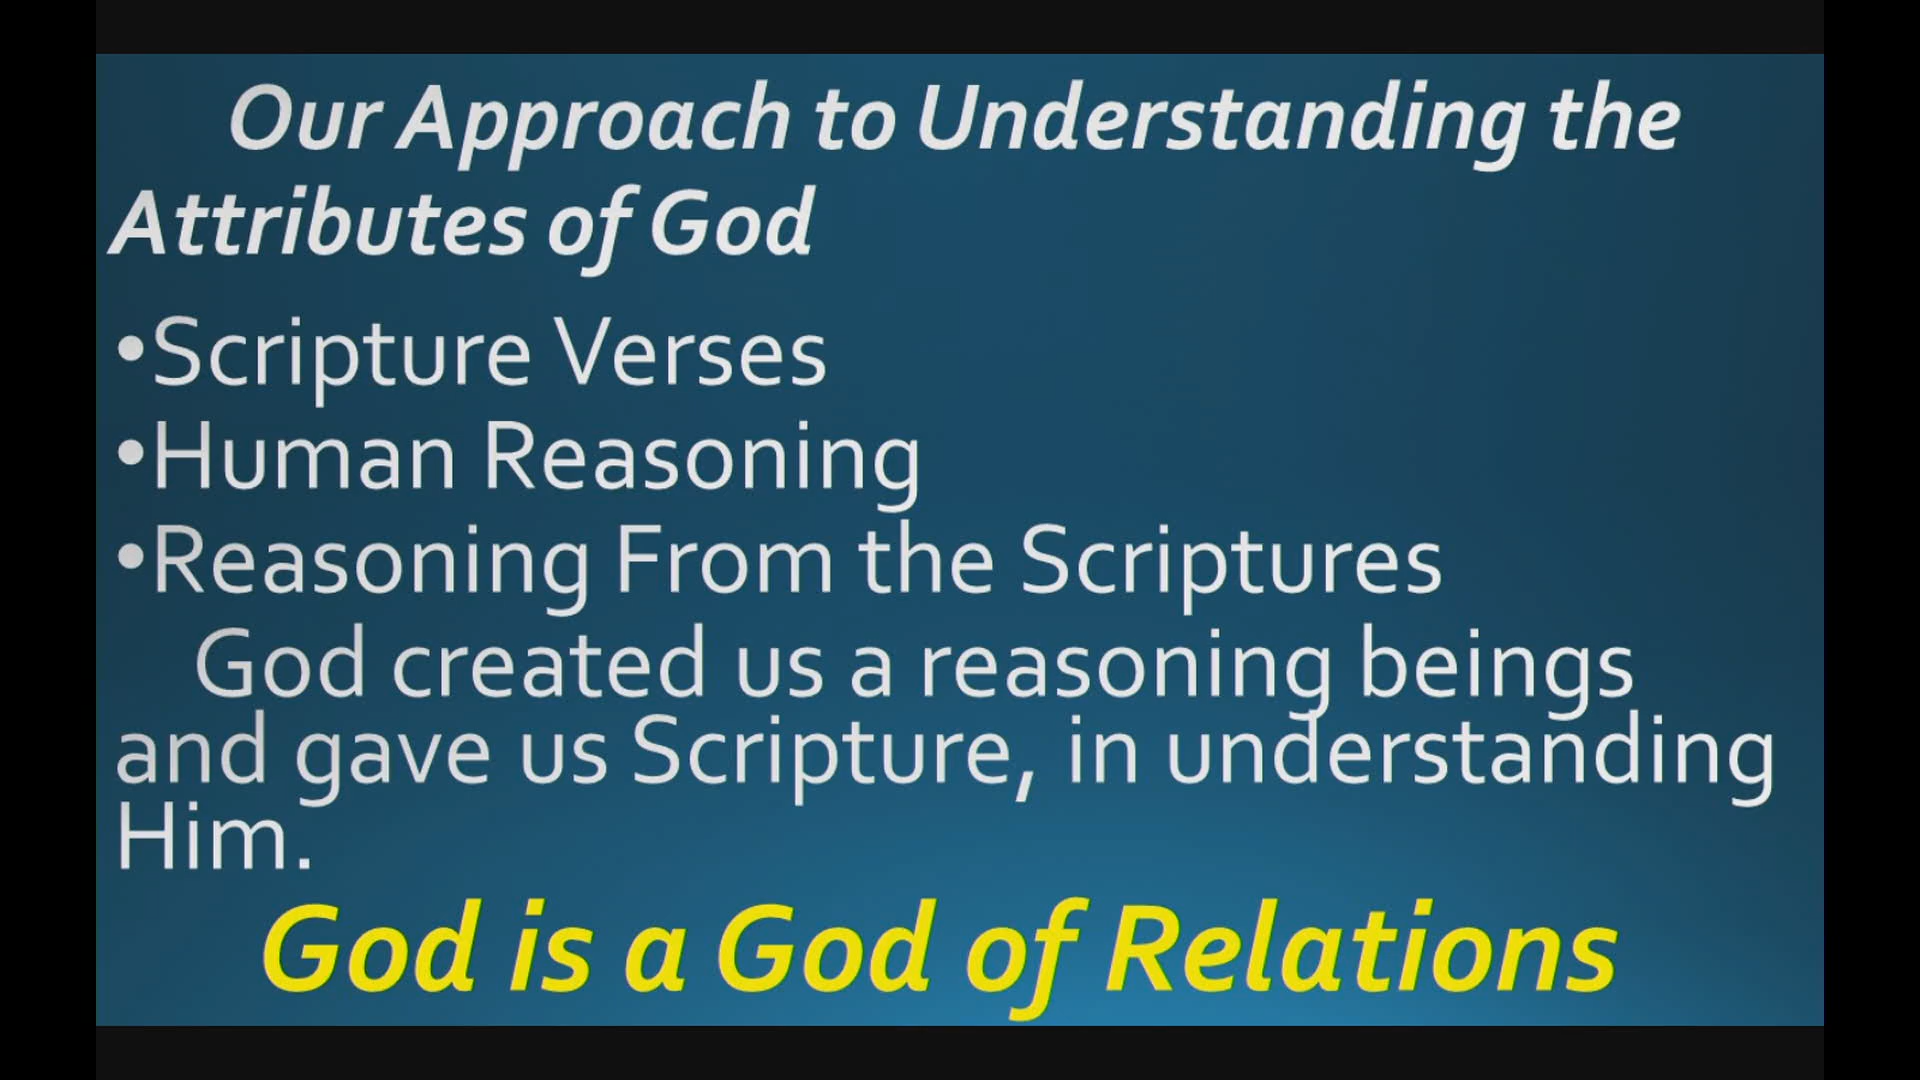 Our Approach to Understanding the
Attributes of God
•Scripture Verses
•Human Reasoning
•Reasoning From the Scriptures
God created us a reasoning beings
and gave us Scripture, in understanding
Him.
God is a God of Relations